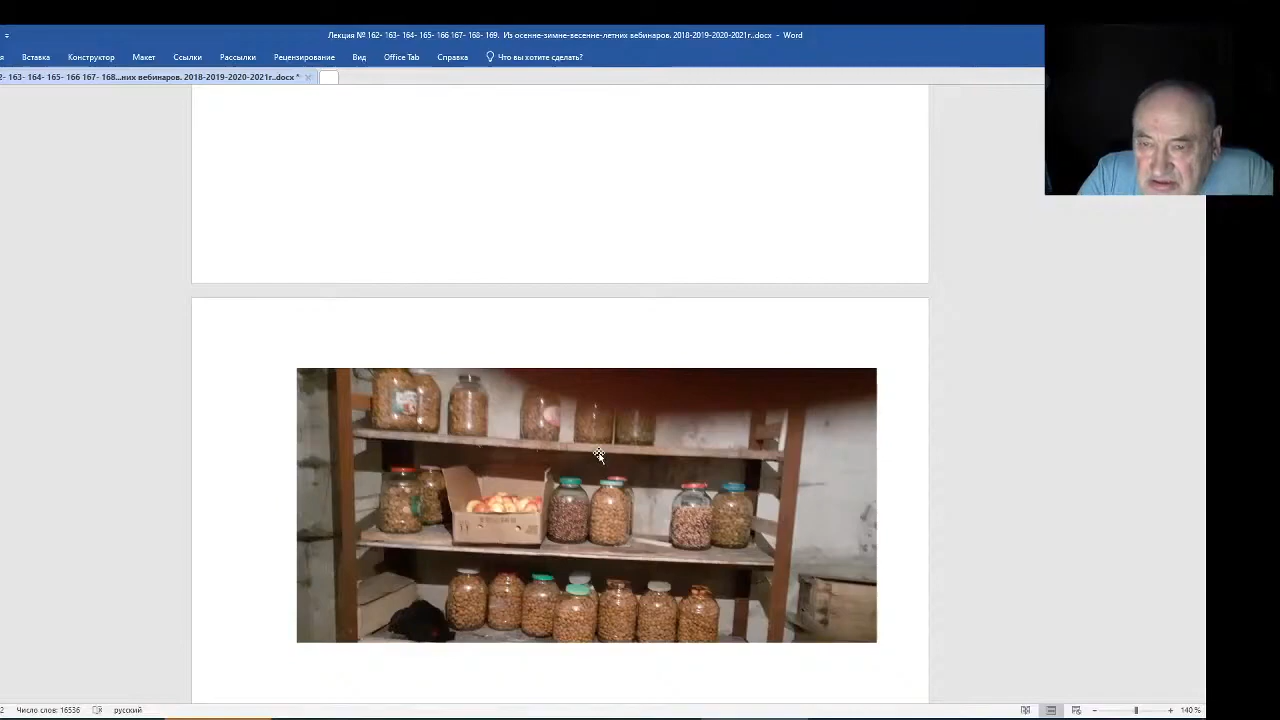 Лекция № 162- 163- 164- 165- 166 167- 168- 169. Из осенне-зимне-весенне-летних вебинаров. 2018-2019-2020-2021г..docx - Word
я Вставка Конструктор Макет Ссылки Рассылки Рецензирование Вид Office Tab Справка Что вы хотите сделать?
2- 163- 164- 165- 166 167- 168...них вебинаров. 2018-2019-2020-2021г..docx *
2 Число слов: 16536 русский 140 %